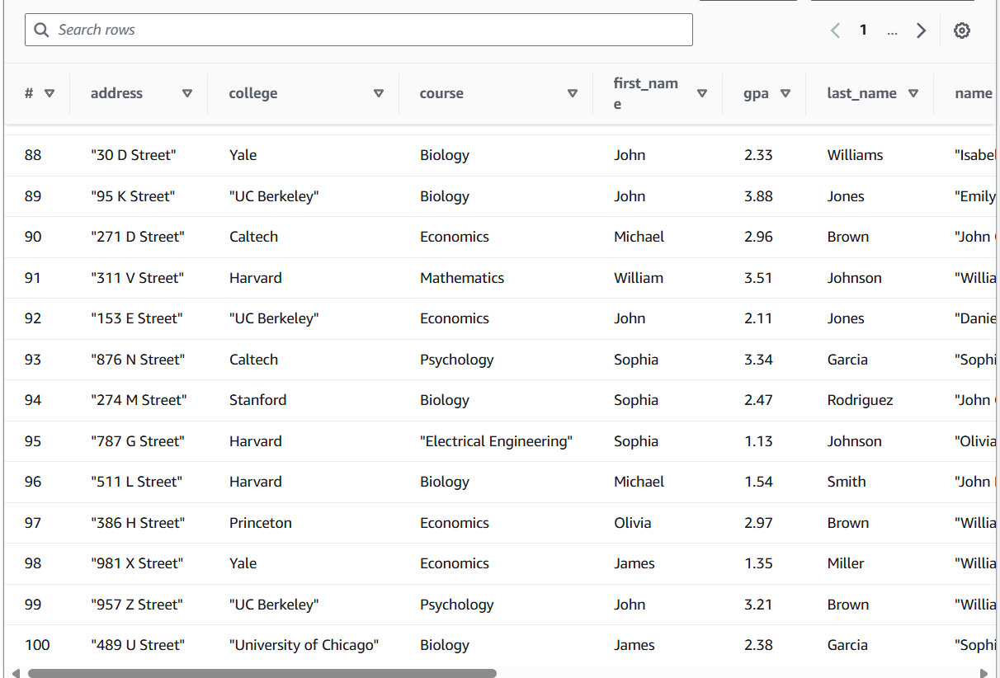 Search rows
1 ...
# address college course first_name gpa last_name name
88 "30 D Street" Yale Biology John 2.33 Williams "Isabel
89 "95 K Street" "UC Berkeley" Biology John 3.88 Jones "Emily
90 "271 D Street" Caltech Economics Michael 2.96 Brown "John
91 "311 V Street" Harvard Mathematics William 3.51 Johnson "Willia
92 "153 E Street" "UC Berkeley" Economics John 2.11 Jones "Danie
93 "876 N Street" Caltech Psychology Sophia 3.34 Garcia "Sophi
94 "274 M Street" Stanford Biology Sophia 2.47 Rodriguez "John
95 "787 G Street" Harvard "Electrical Engineering" Sophia 1.13 Johnson "Olivia
96 "511 L Street" Harvard Biology Michael 1.54 Smith "John
97 "386 H Street" Princeton Economics Olivia 2.97 Brown "Willia
98 "981 X Street" Yale Economics James 1.35 Miller "Willia
99 "957 Z Street" "UC Berkeley" Psychology John 3.21 Brown "Willia
100 "489 U Street" "University of Chicago" Biology James 2.38 Garcia "Sophi